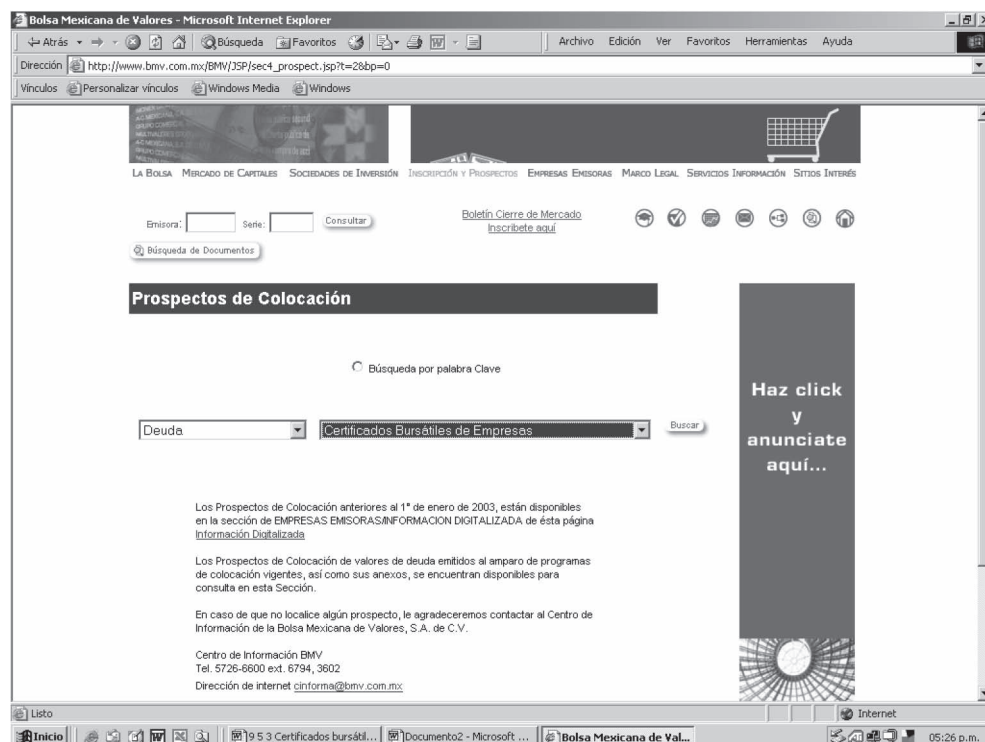 Bolsa Mexicana de Valores - Microsoft Internet Explorer
Atrás Búsqueda Favoritos Archivo Edición Ver Favoritos Herramientas Ayuda
Dirección http://www.bmv.com.mx/BMV/JSP/sec4_prospect.jsp?t=2&bp=0
Vínculos Personalizar vínculos Windows Media Windows
LA BOLSA MERCADO DE CAPITALES SOCIEDADES DE INVERSIÓN INSCRIPCIÓN Y PROSPECTOS EMPRESAS EMISORAS MARCO LEGAL SERVICIOS INFORMACIÓN SITIOS INTERÉS
Emisora: Serie: Consultar
Boletín Cierre de Mercado
Inscríbete aquí
Búsqueda de Documentos
Prospectos de Colocación
Búsqueda por palabra Clave
Deuda Certificados Bursátiles de Empresas Buscar
Haz click
y
anunciate
aquí...
Los Prospectos de Colocación anteriores al 1° de enero de 2003, están disponibles
en la sección de EMPRESAS EMISORAS/INFORMACION DIGITALIZADA de ésta página
Información Digitalizada
Los Prospectos de Colocación de valores de deuda emitidos al amparo de programas
de colocación vigentes, así como sus anexos, se encuentran disponibles para
consulta en esta Sección.
En caso de que no localice algún prospecto, le agradeceremos contactar al Centro de
Información de la Bolsa Mexicana de Valores, S.A. de C.V.
Centro de Información BMV
Tel. 5726-6600 ext. 6794, 3602
Dirección de internet cinforma@bmv.com.mx
Listo Internet
Inicio 9 5 3 Certificados bursátil... Documento2 - Microsoft ... Bolsa Mexicana de Val... 05:26 p.m.